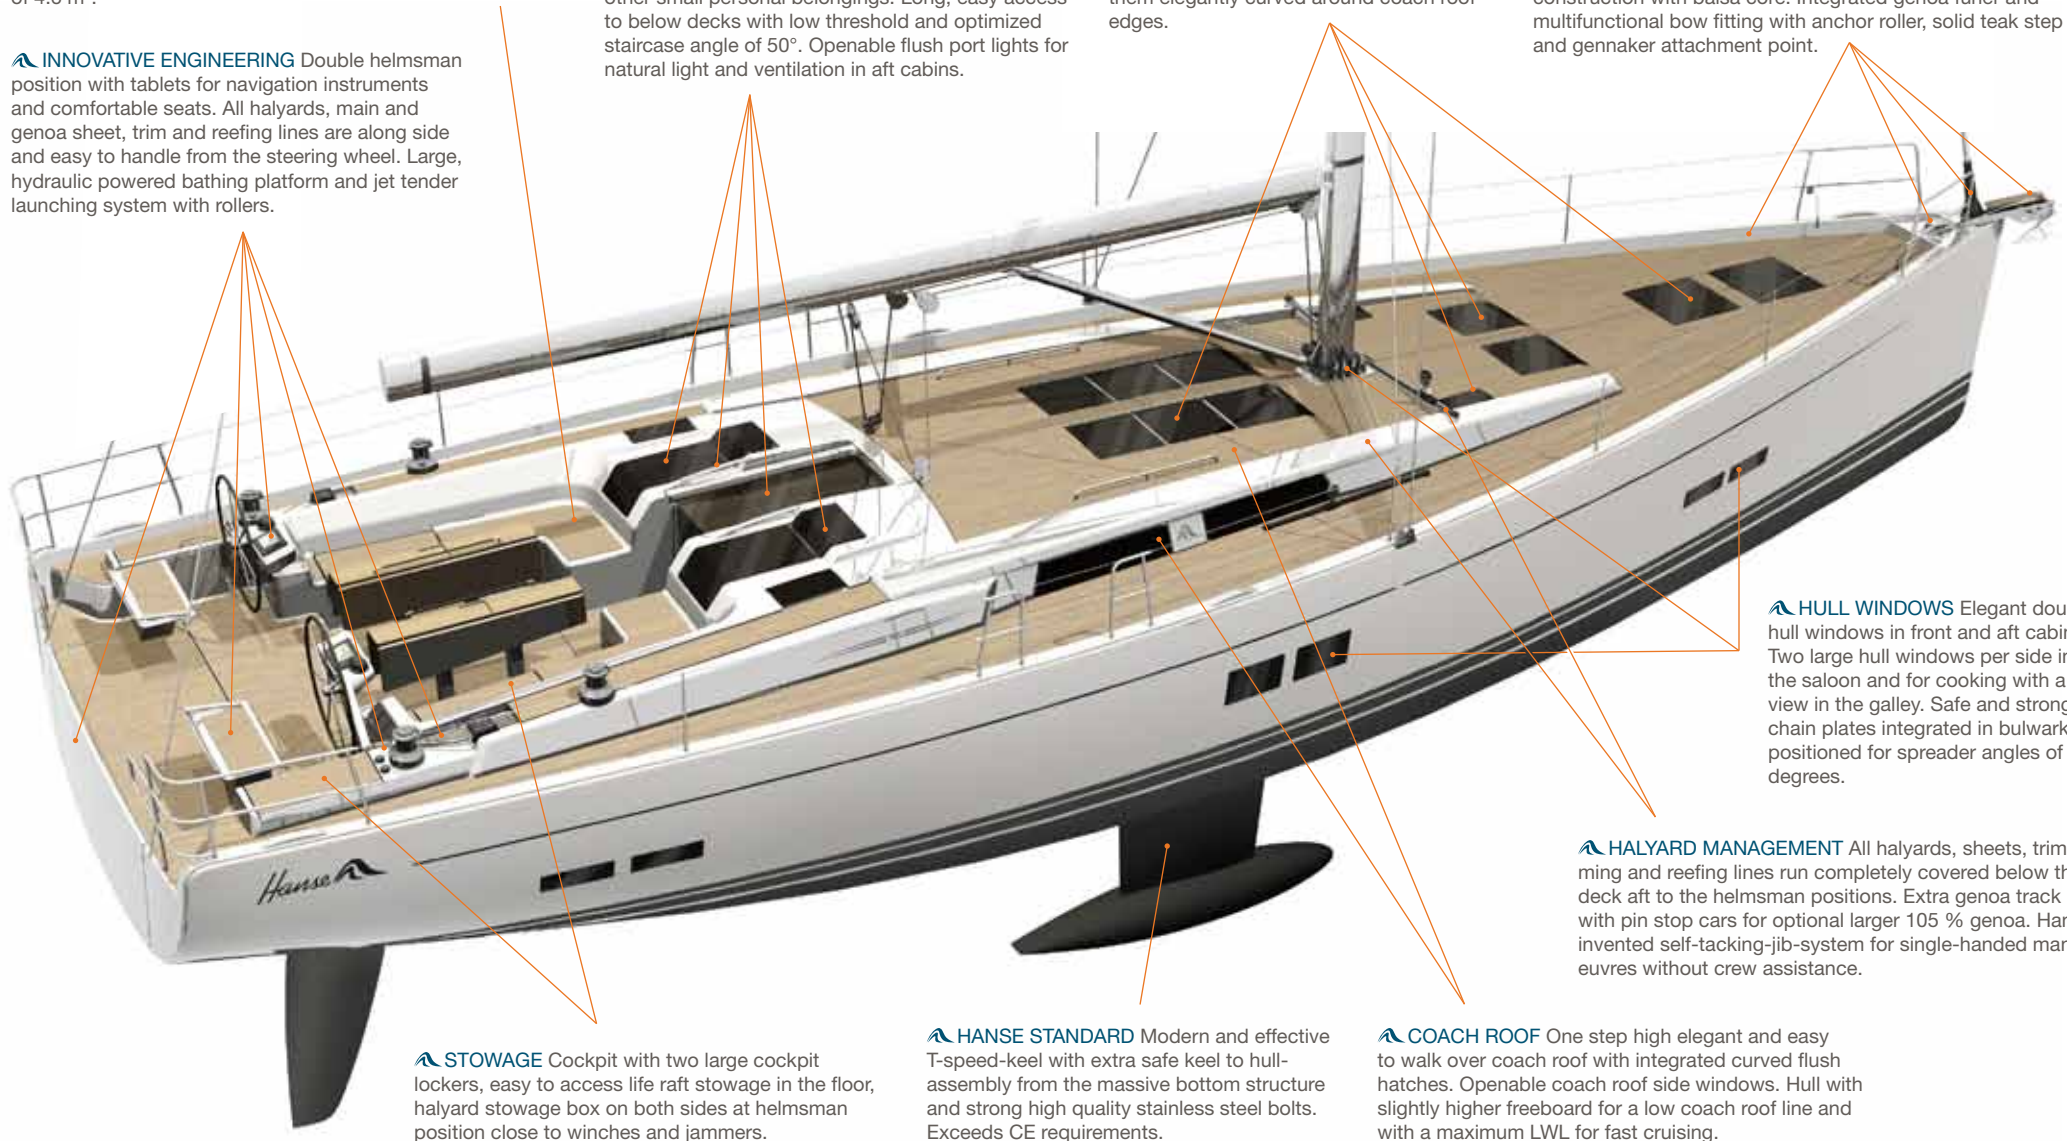 INNOVATIVE ENGINEERING Double helmsman
position with tablets for navigation instruments
and comfortable seats. All halyards, main and
genoa sheet, trim and reefing lines are along side
and easy to handle from the steering wheel. Large,
hydraulic powered bathing platform and jet tender
launching system with rollers.
other small personal belongings. Long, easy access
to below decks with low threshold and optimized
staircase angle of 50°. Openable flush port lights for
natural light and ventilation in aft cabins.
them elegantly curved around coach roof
edges.
construction with balsa core. Integrated genoa furler and
multifunctional bow fitting with anchor roller, solid teak step
and gennaker attachment point.
HULL WINDOWS Elegant dou
hull windows in front and aft cabin
Two large hull windows per side in
the saloon and for cooking with a
view in the galley. Safe and strong
chain plates integrated in bulwark
positioned for spreader angles of
degrees.
HALYARD MANAGEMENT All halyards, sheets, trim
ming and reefing lines run completely covered below th
deck aft to the helmsman positions. Extra genoa track
with pin stop cars for optional larger 105 % genoa. Han
invented self-tacking-jib-system for single-handed man
euvres without crew assistance.
Hanse
STOWAGE Cockpit with two large cockpit
lockers, easy to access life raft stowage in the floor,
halyard stowage box on both sides at helmsman
position close to winches and jammers.
HANSE STANDARD Modern and effective
T-speed-keel with extra safe keel to hull-
assembly from the massive bottom structure
and strong high quality stainless steel bolts.
Exceeds CE requirements.
COACH ROOF One step high elegant and easy
to walk over coach roof with integrated curved flush
hatches. Openable coach roof side windows. Hull with
slightly higher freeboard for a low coach roof line and
with a maximum LWL for fast cruising.